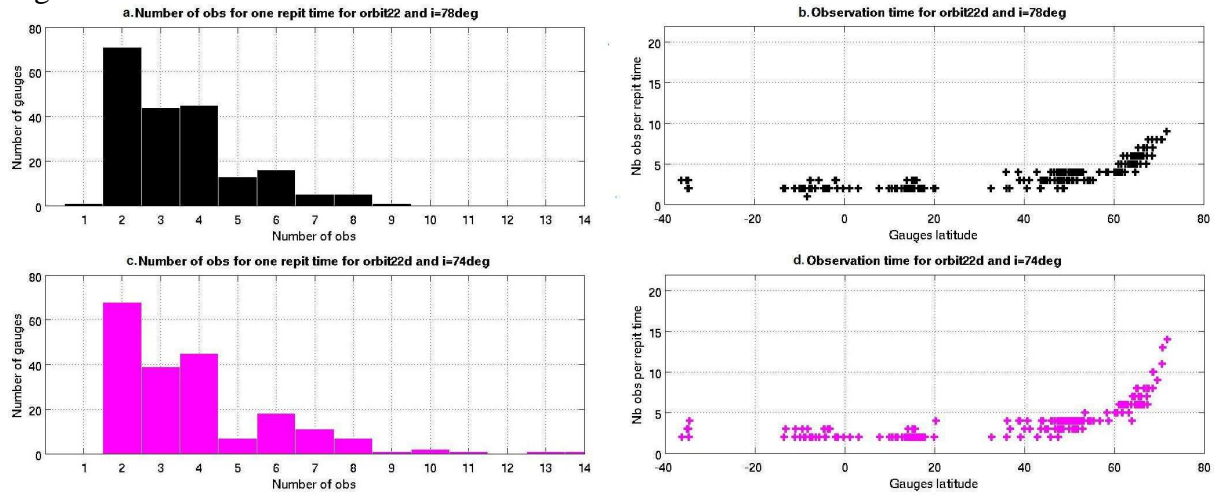 a. Number of obs for one repit time for orbit22 and i=78deg
Number of gauges
80
60
40
20
0
1 2 3 4 5 6 7 8 9 10 11 12 13 14
Number of obs
b. Observation time for orbit22d and i=78deg
Nb obs per repit time
20
15
10
5
0
-40 -20 0 20 40 60 80
Gauges latitude
c. Number of obs for one repit time for orbit22d and i=74deg
Number of gauges
80
60
40
20
0
1 2 3 4 5 6 7 8 9 10 11 12 13 14
Number of obs
d. Observation time for orbit22d and i=74deg
Nb obs per repit time
20
15
10
5
0
-40 -20 0 20 40 60 80
Gauges latitude